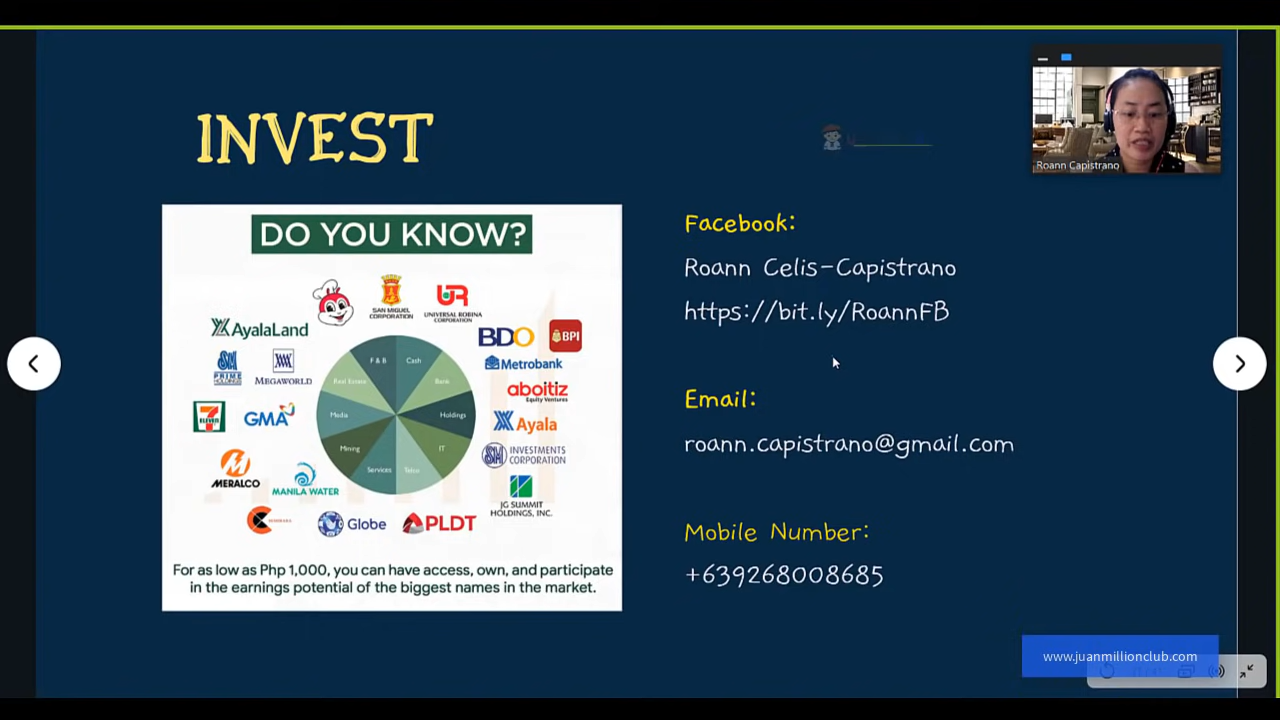 INVEST
Roann Capistrano
DO YOU KNOW?
SAN MIGUEL
CORPORATION
UR
UNIVERSAL ROBINA
CORPORATION
AyalaLand
BDO
BPI
SM
PRIME
HOLDINGS
MEGAWORLD
Metrobank
aboitiz
Equity Ventures
7
ELEVEn
GMA
Ayala
SM INVESTMENTS
CORPORATION
MERALCO
MANILA WATER
JG SUMMIT
HOLDINGS, INC.
Globe
PLDT
F & B
Cash
Real Estate
Bank
Media
Holdings
Mining
IT
Services
Telco
For as low as Php 1,000, you can have access, own, and participate
in the earnings potential of the biggest names in the market.
Facebook:
Roann Celis-Capistrano
https://bit.ly/RoannFB
Email:
roann.capistrano@gmail.com
Mobile Number:
+639268008685
www.juanmillionclub.com